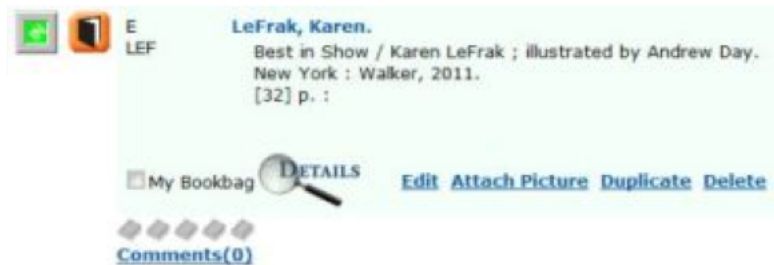 E LeFrak, Karen.
LEF Best in Show / Karen LeFrak ; illustrated by Andrew Day.
New York : Walker, 2011.
[32] p. :
My Bookbag DETAILS Edit Attach Picture Duplicate Delete
Comments(0)